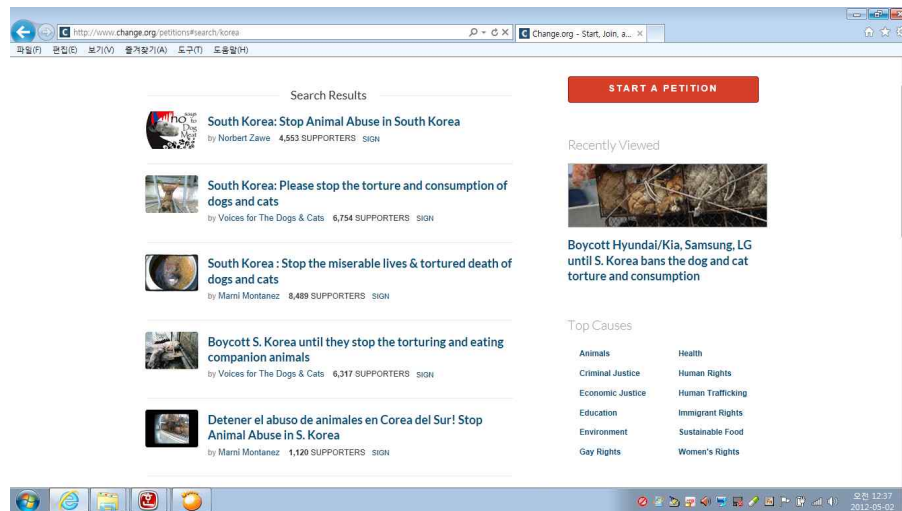 http://www.change.org/petitions#search/korea
Change.org - Start, Join, a...
파일(F) 편집(E) 보기(V) 즐겨찾기(A) 도구(T) 도움말(H)
Search Results
South Korea: Stop Animal Abuse in South Korea
by Norbert Zawe 4,553 SUPPORTERS SIGN
South Korea: Please stop the torture and consumption of
dogs and cats
by Voices for The Dogs & Cats 6,754 SUPPORTERS SIGN
South Korea : Stop the miserable lives & tortured death of
dogs and cats
by Marni Montanez 8,489 SUPPORTERS SIGN
Boycott S. Korea until they stop the torturing and eating
companion animals
by Voices for The Dogs & Cats 6,317 SUPPORTERS SIGN
Detener el abuso de animales en Corea del Sur! Stop
Animal Abuse in S. Korea
by Marni Montanez 1,120 SUPPORTERS SIGN
START A PETITION
Recently Viewed
Boycott Hyundai/Kia, Samsung, LG
until S. Korea bans the dog and cat
torture and consumption
Top Causes
Animals Health
Criminal Justice Human Rights
Economic Justice Human Trafficking
Education Immigrant Rights
Environment Sustainable Food
Gay Rights Women's Rights
오전 12:37
2012-05-02